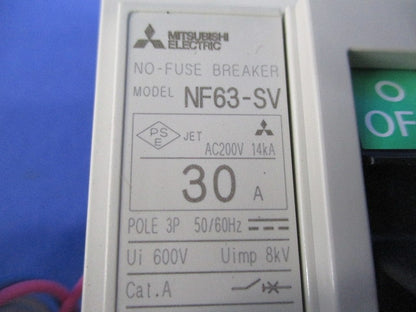 MITSUBISHI
ELECTRIC
NO-FUSE BREAKER
MODEL NF63-SV
PS
E
JET
AC200V 14kA
30 A
POLE 3P 50/60Hz
Ui 600V Uimp 8kV
Cat.A
OFF